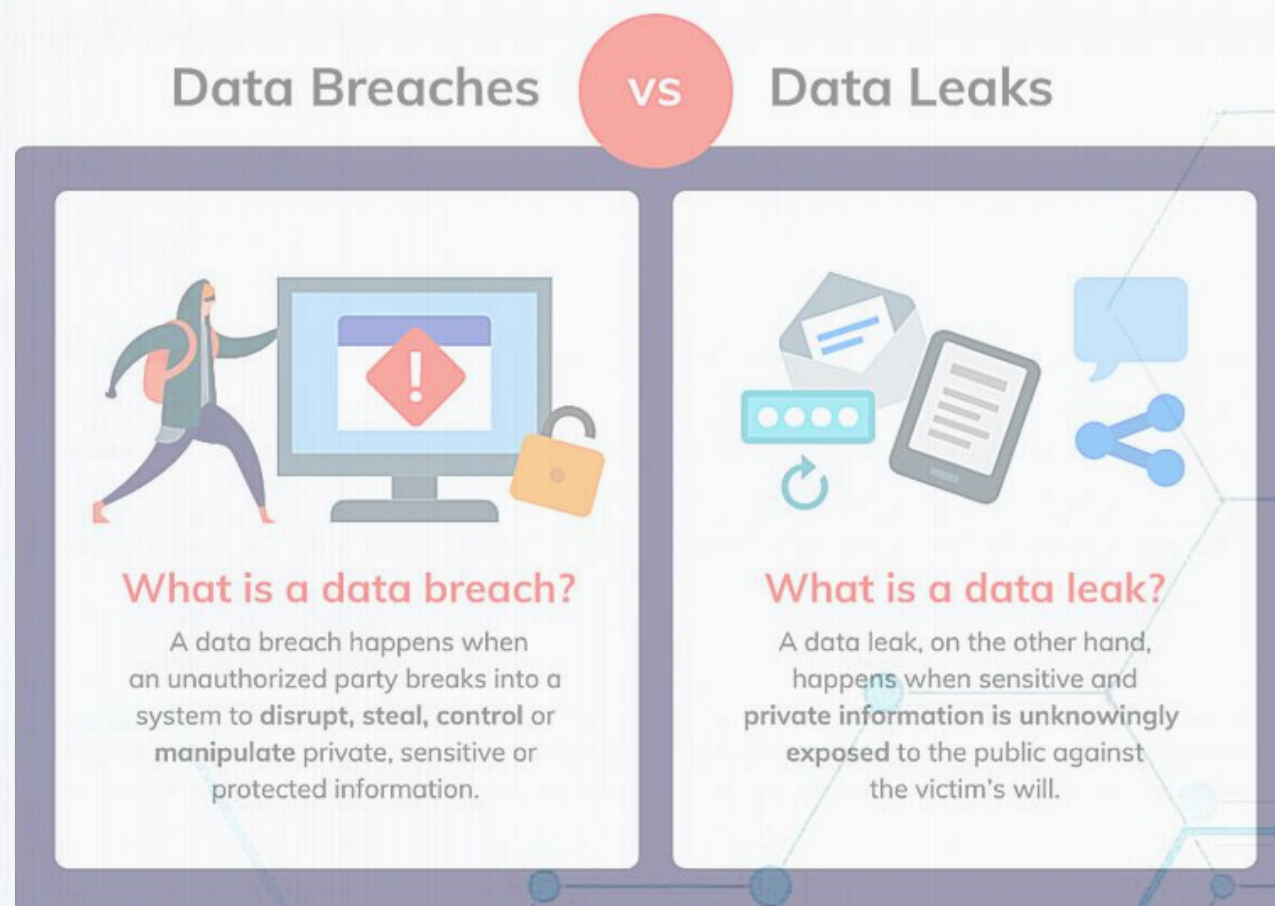 Data Breaches
vs
Data Leaks
!
What is a data breach?
A data breach happens when
an unauthorized party breaks into a
system to disrupt, steal, control or
manipulate private, sensitive or
protected information.
What is a data leak?
A data leak, on the other hand,
happens when sensitive and
private information is unknowingly
exposed to the public against
the victim's will.